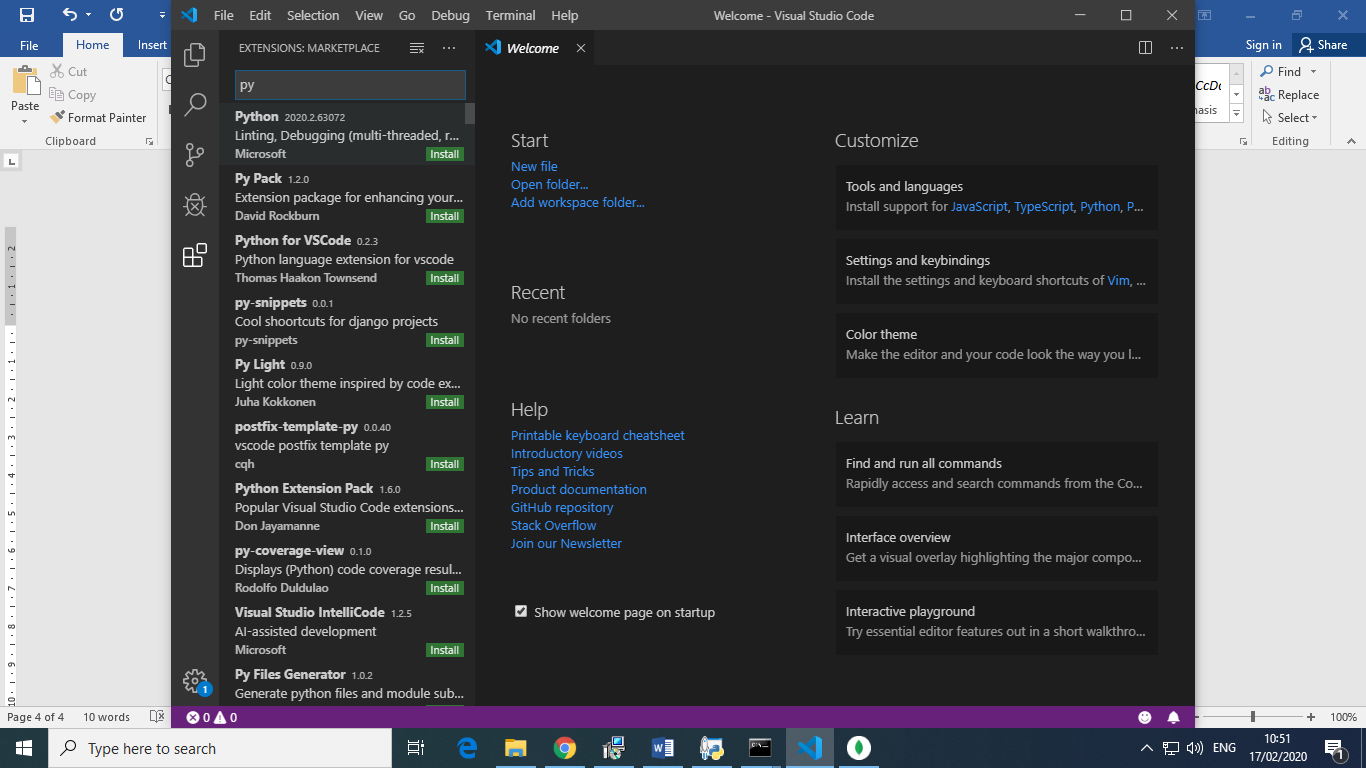 File Edit Selection View Go Debug Terminal Help
Welcome - Visual Studio Code
File Home Insert
Sign in Share
Cut
Copy
Format Painter
Paste
Clipboard
Find
Replace
Select
Editing
EXTENSIONS: MARKETPLACE
py
Python 2020.2.63072
Linting, Debugging (multi-threaded, r...
Microsoft Install
Py Pack 1.2.0
Extension package for enhancing your...
David Rockburn Install
Python for VSCode 0.2.3
Python language extension for vscode
Thomas Haakon Townsend Install
py-snippets 0.0.1
Cool shoortcuts for django projects
py-snippets Install
Py Light 0.9.0
Light color theme inspired by code ex...
Juha Kokkonen Install
postfix-template-py 0.0.40
vscode postfix template py
cqh Install
Python Extension Pack 1.6.0
Popular Visual Studio Code extensions...
Don Jayamanne Install
py-coverage-view 0.1.0
Displays (Python) code coverage resul...
Rodolfo Duldulao Install
Visual Studio IntelliCode 1.2.5
AI-assisted development
Microsoft Install
Py Files Generator 1.0.2
Generate python files and module sub...
Welcome
Start
New file
Open folder...
Add workspace folder...
Recent
No recent folders
Help
Printable keyboard cheatsheet
Introductory videos
Tips and Tricks
Product documentation
GitHub repository
Stack Overflow
Join our Newsletter
Show welcome page on startup
Customize
Tools and languages
Install support for JavaScript, TypeScript, Python, P...
Settings and keybindings
Install the settings and keyboard shortcuts of Vim, ...
Color theme
Make the editor and your code look the way you l...
Learn
Find and run all commands
Rapidly access and search commands from the Co...
Interface overview
Get a visual overlay highlighting the major compo...
Interactive playground
Try essential editor features out in a short walkthro...
1
0 0
Page 4 of 4 10 words
100%
Type here to search
ENG
10:51
17/02/2020
1